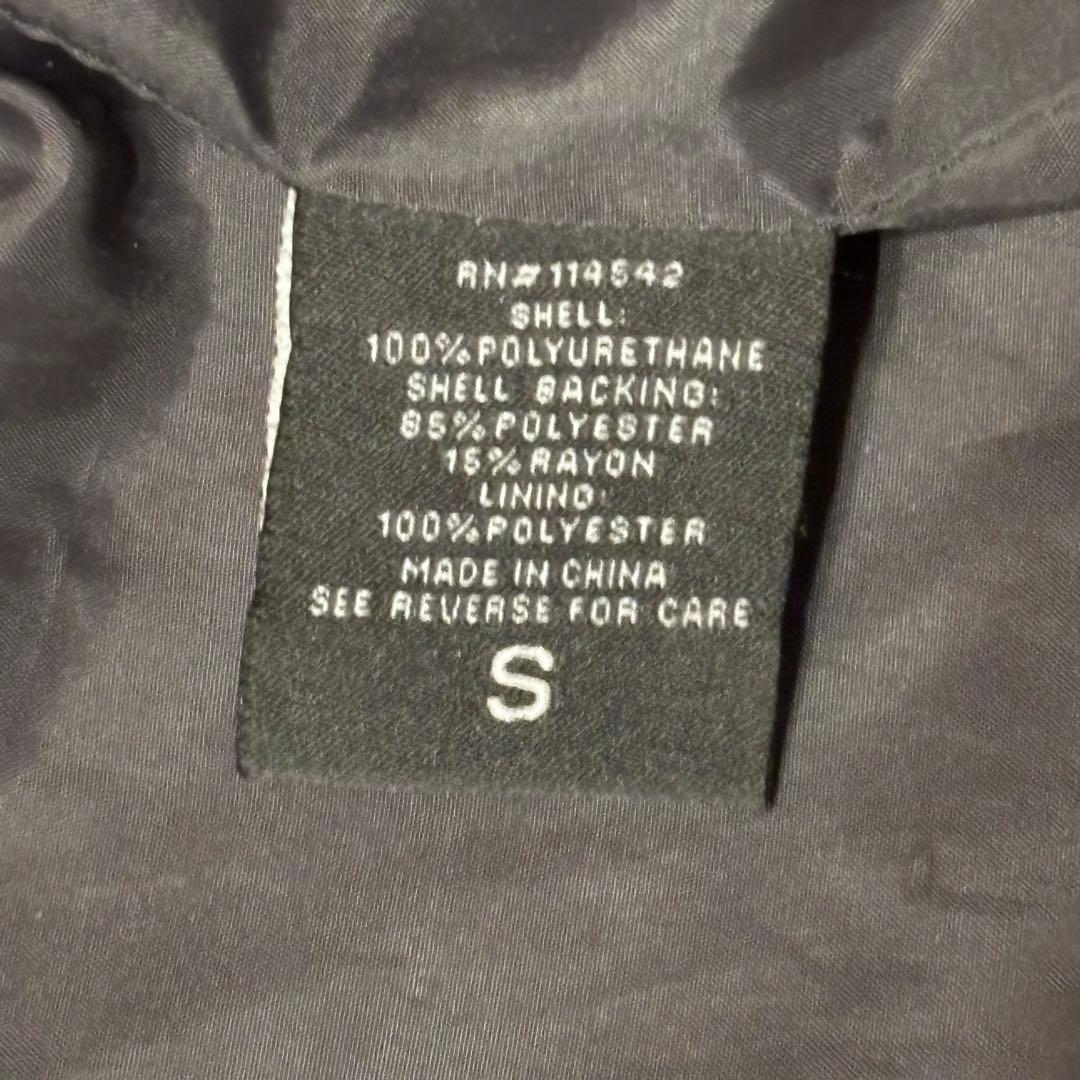 RN#114542
SHELL:
100%POLYURETHANE
SHELL BACKING:
85%POLYESTER
15%RAYON
LINING:
100%POLYESTER
MADE IN CHINA
SEE REVERSE FOR CARE
S